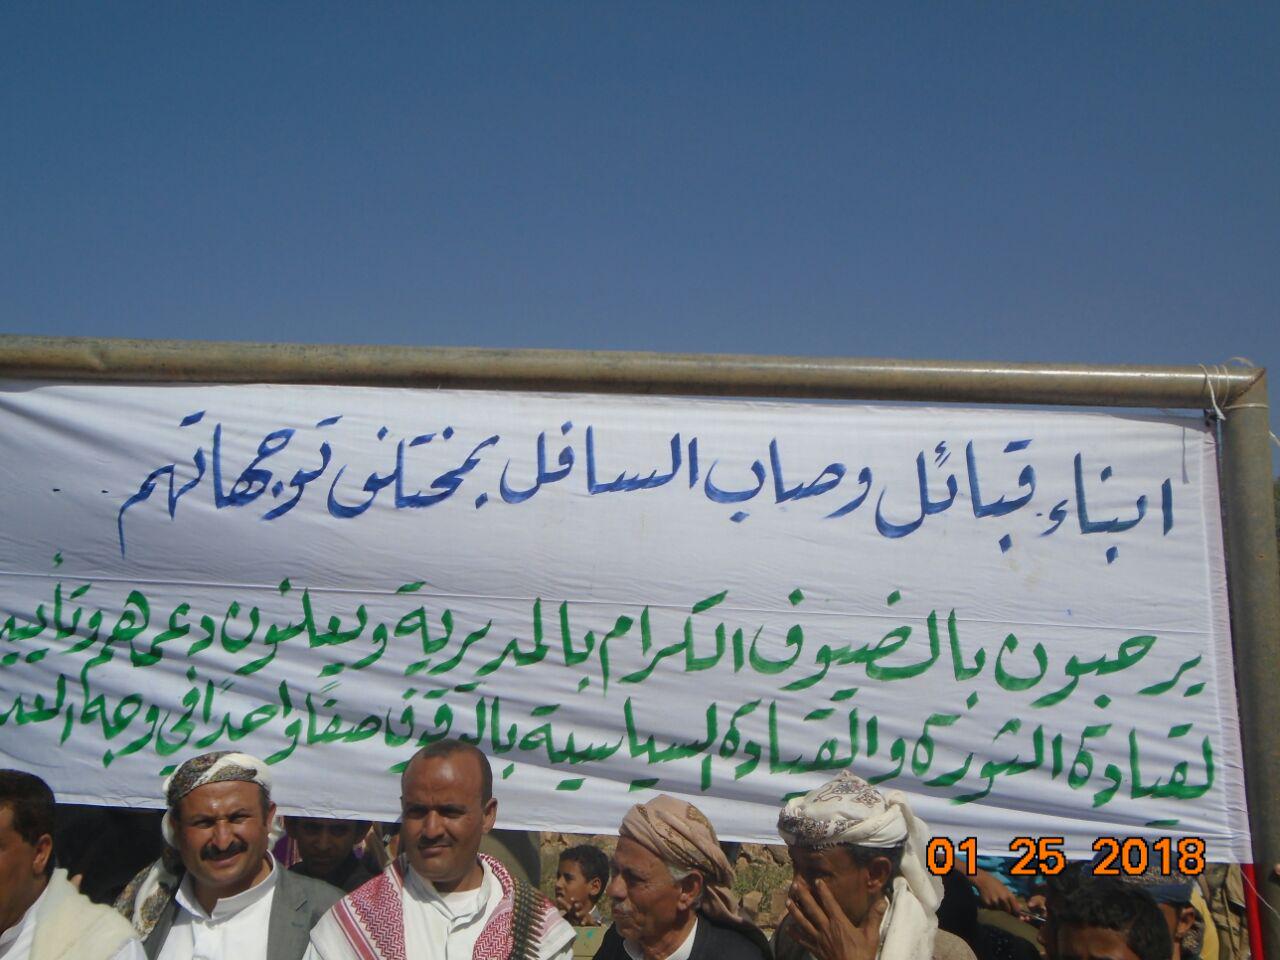 ابناء قبائل وصاب السافل بمختلف توجهاتهم
يرحبون بالضيوف الكرام بالمديرية ويعلنون دعمهم وتأييد
لقيادة الثورة والقيادة السياسية بالوقوف صفاً واحداً في وجه العد
01 25 2018